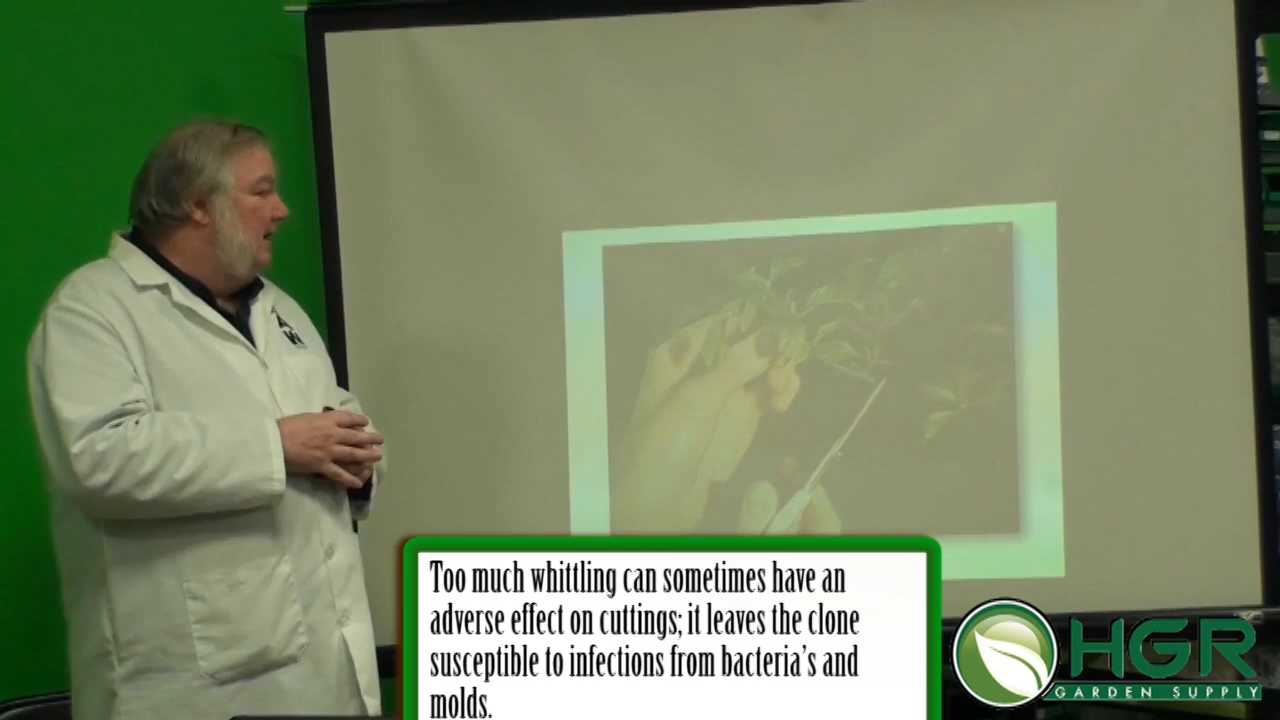 Too much whittling can sometimes have an
adverse effect on cuttings; it leaves the clone
susceptible to infections from bacteria's and
molds.
HGR
GARDEN SUPPLY